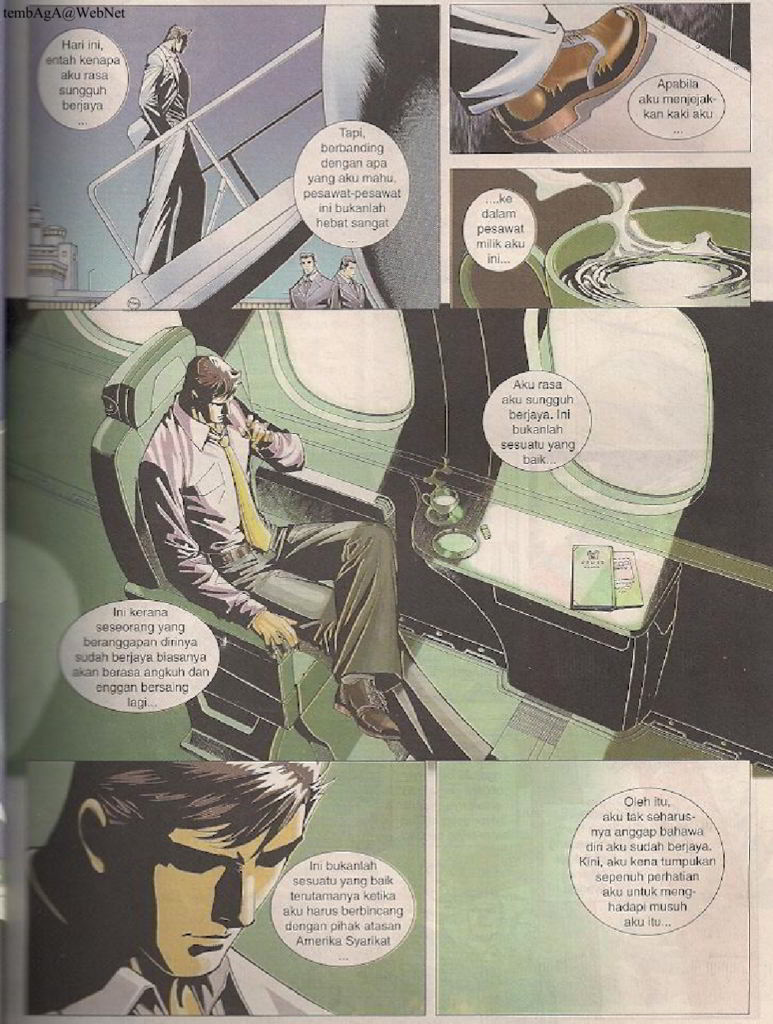 tembAgA@WebNet
Hari ini,
entah kenapa
aku rasa
sungguh
berjaya
...
Tapi,
berbanding
dengan apa
yang aku mahu,
pesawat-pesawat
ini bukanlah
hebat sangat
...
Apabila
aku menjejak-
kan kaki aku
...
....ke
dalam
pesawat
milik aku
ini...
Aku rasa
aku sungguh
berjaya. Ini
bukanlah
sesuatu yang
baik...
Ini kerana
seseorang yang
beranggapan dirinya
sudah berjaya biasanya
akan berasa angkuh dan
enggan bersaing
lagi...
Ini bukanlah
sesuatu yang baik
terutamanya ketika
aku harus berbincang
dengan pihak atasan
Amerika Syarikat
...
Oleh itu,
aku tak seharus-
nya anggap bahawa
diri aku sudah berjaya.
Kini, aku kena tumpukan
sepenuh perhatian
aku untuk meng-
hadapi musuh
aku itu...